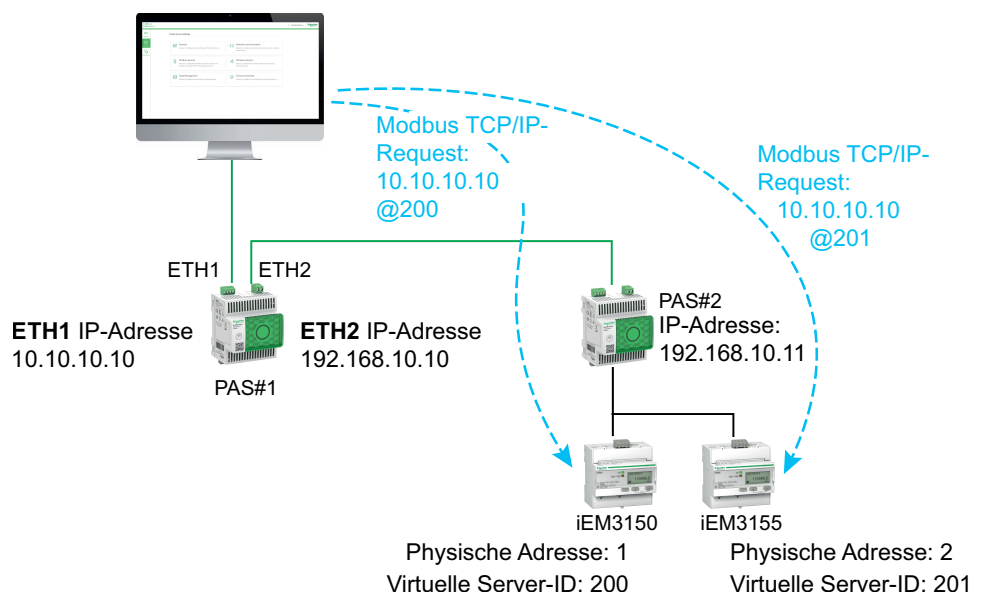 Modbus TCP/IP-
Request:
10.10.10.10
@200
Modbus TCP/IP-
Request:
10.10.10.10
@201
ETH1
ETH2
ETH1 IP-Adresse
10.10.10.10
ETH2 IP-Adresse
192.168.10.10
PAS#1
PAS#2
IP-Adresse:
192.168.10.11
iEM3150
iEM3155
Physische Adresse: 1
Virtuelle Server-ID: 200
Physische Adresse: 2
Virtuelle Server-ID: 201